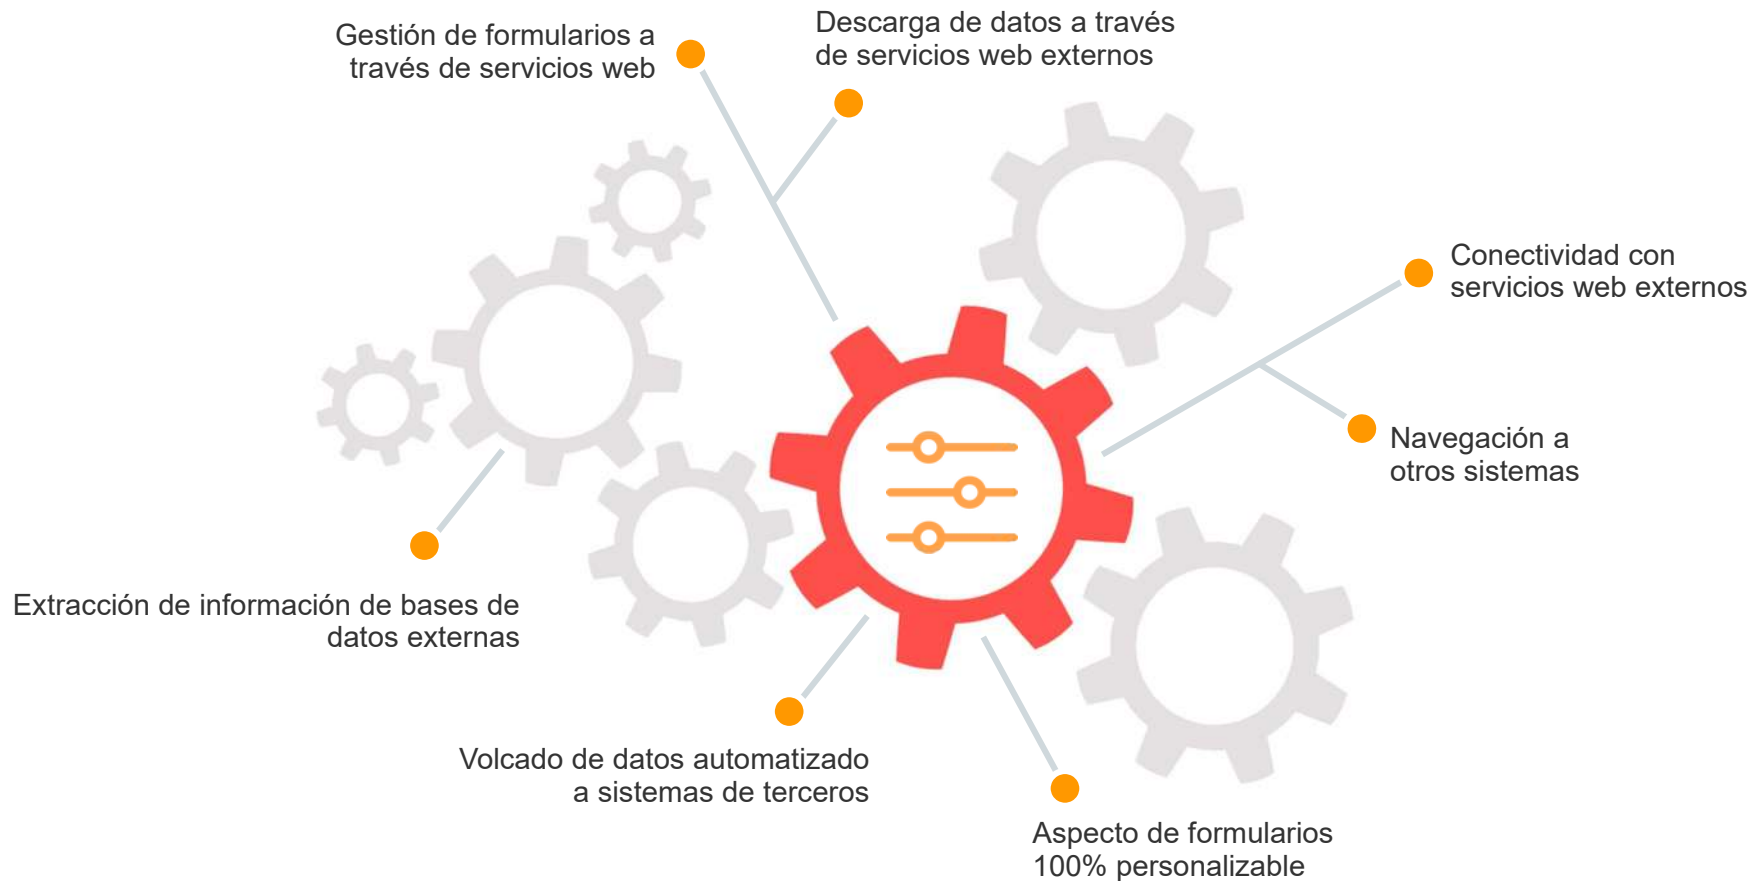 Gestión de formularios a
través de servicios web
Descarga de datos a través
de servicios web externos
Conectividad con
servicios web externos
Navegación a
otros sistemas
Extracción de información de bases de
datos externas
Volcado de datos automatizado
a sistemas de terceros
Aspecto de formularios
100% personalizable